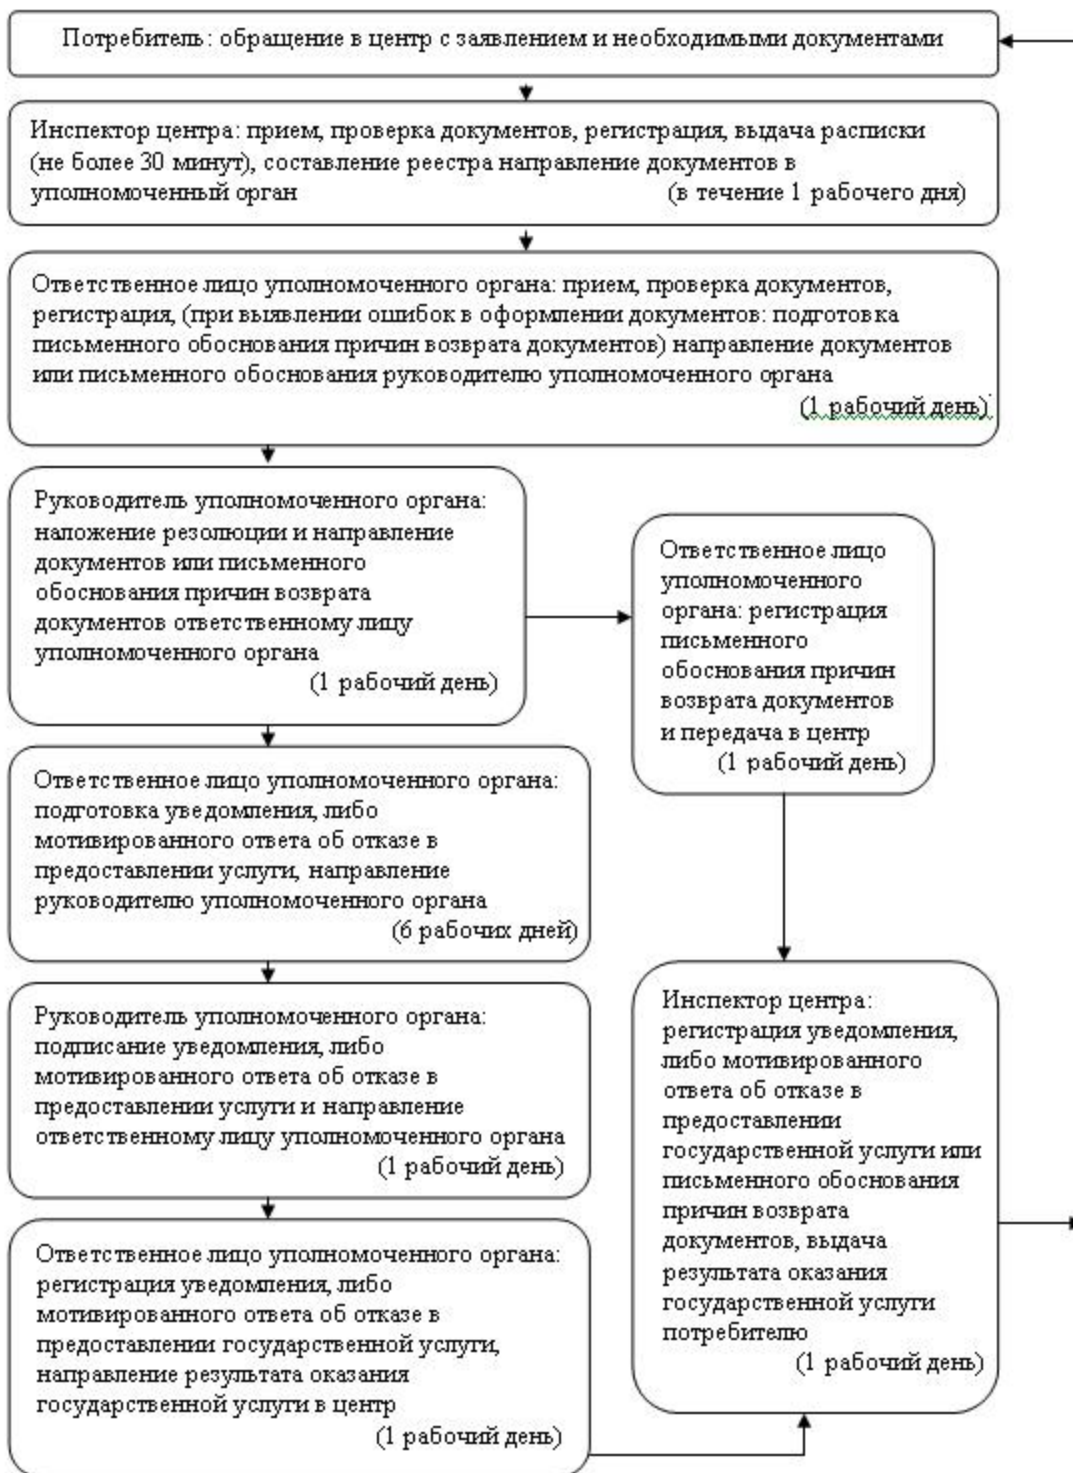 Потребитель: обращение в центр с заявлением и необходимыми документами
Инспектор центра: прием, проверка документов, регистрация, выдача расписки
(не более 30 минут), составление реестра направление документов в
уполномоченный орган (в течение 1 рабочего дня)
Ответственное лицо уполномоченного органа: прием, проверка документов,
регистрация, (при выявлении ошибок в оформлении документов: подготовка
письменного обоснования причин возврата документов) направление документов
или письменного обоснования руководителю уполномоченного органа
(1 рабочий день)
Руководитель уполномоченного органа:
наложение резолюции и направление
документов или письменного
обоснования причин возврата
документов ответственному лицу
уполномоченного органа
(1 рабочий день)
Ответственное лицо
уполномоченного
органа: регистрация
письменного
обоснования причин
возврата документов
и передача в центр
(1 рабочий день)
Ответственное лицо уполномоченного органа:
подготовка уведомления, либо
мотивированного ответа об отказе в
предоставлении услуги, направление
руководителю уполномоченного органа
(6 рабочих дней)
Руководитель уполномоченного органа:
подписание уведомления, либо
мотивированного ответа об отказе в
предоставлении услуги и направление
ответственному лицу уполномоченного органа
(1 рабочий день)
Ответственное лицо уполномоченного органа:
регистрация уведомления, либо
мотивированного ответа об отказе в
предоставлении государственной услуги,
направление результата оказания
государственной услуги в центр
(1 рабочий день)
Инспектор центра:
регистрация уведомления,
либо мотивированного
ответа об отказе в
предоставлении
государственной услуги или
письменного обоснования
причин возврата
документов, выдача
результата оказания
государственной услуги
потребителю
(1 рабочий день)